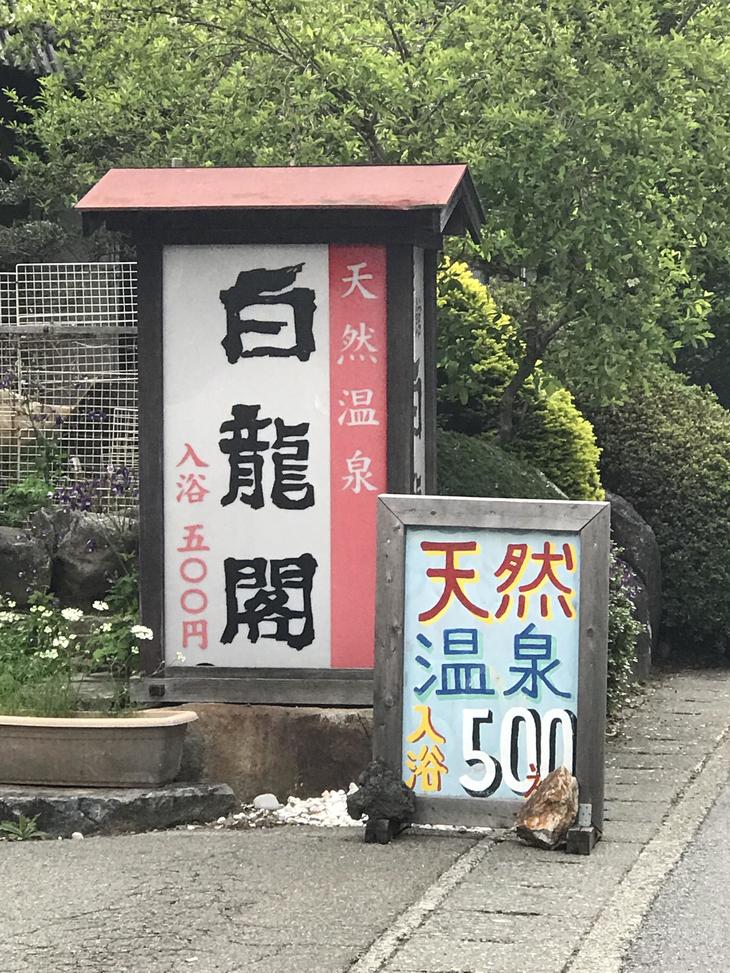 天然温泉
白龍閣
入浴 五〇〇円
天然
温泉
入浴 500